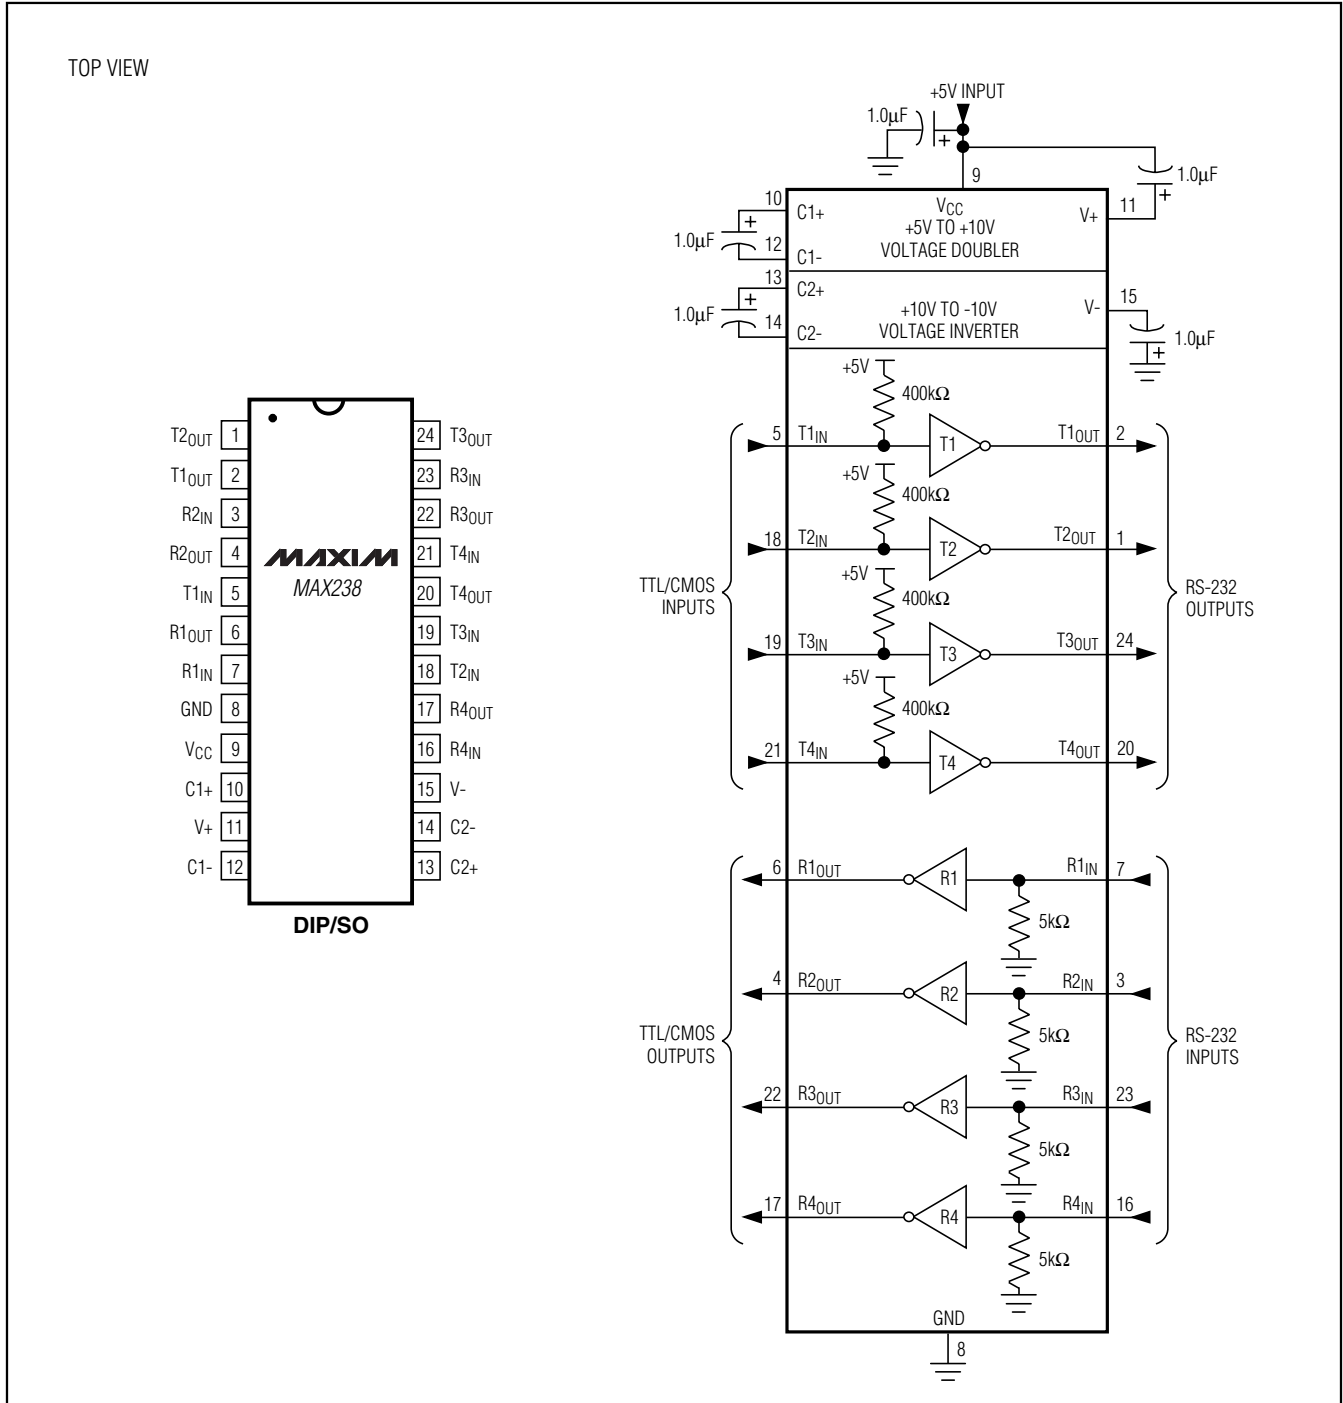 TOP VIEW
T2OUT 1
T1OUT 2
R2IN 3
R2OUT 4
T1IN 5
R1OUT 6
R1IN 7
GND 8
VCC 9
C1+ 10
V+ 11
C1- 12
24 T3OUT
23 R3IN
22 R3OUT
21 T4IN
20 T4OUT
19 T3IN
18 T2IN
17 R4OUT
16 R4IN
15 V-
14 C2-
13 C2+
MAXIM
MAX238
DIP/SO
+5V INPUT
1.0µF
+
9
1.0µF
+
10
C1+
VCC
+5V TO +10V
VOLTAGE DOUBLER
V+
11
1.0µF
+
12
C1-
13
C2+
+10V TO -10V
VOLTAGE INVERTER
V-
15
1.0µF
+
14
C2-
1.0µF
+
+5V
400kΩ
5 T1IN T1 T1OUT 2
+5V
400kΩ
18 T2IN T2 T2OUT 1
+5V
400kΩ
19 T3IN T3 T3OUT 24
+5V
400kΩ
21 T4IN T4 T4OUT 20
TTL/CMOS
INPUTS
RS-232
OUTPUTS
6 R1OUT R1 R1IN 7
5kΩ
4 R2OUT R2 R2IN 3
5kΩ
22 R3OUT R3 R3IN 23
5kΩ
17 R4OUT R4 R4IN 16
5kΩ
TTL/CMOS
OUTPUTS
RS-232
INPUTS
GND
8